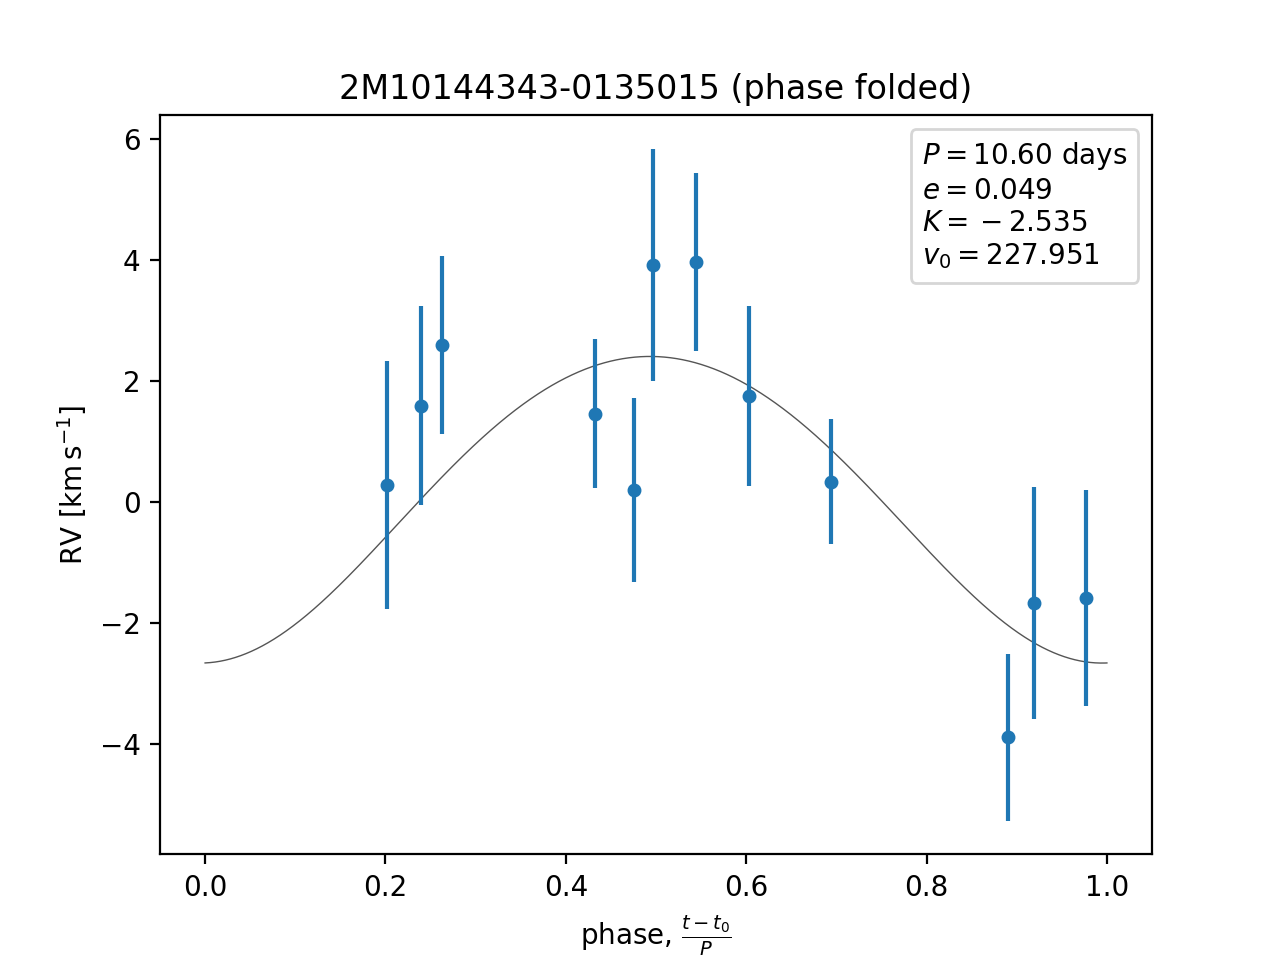 2M10144343-0135015 (phase folded)
P = 10.60 days
e = 0.049
K = −2.535
v₀ = 227.951
RV [km s⁻¹]
6
4
2
0
−2
−4
0.0 0.2 0.4 0.6 0.8 1.0
phase, (t − t₀)/P